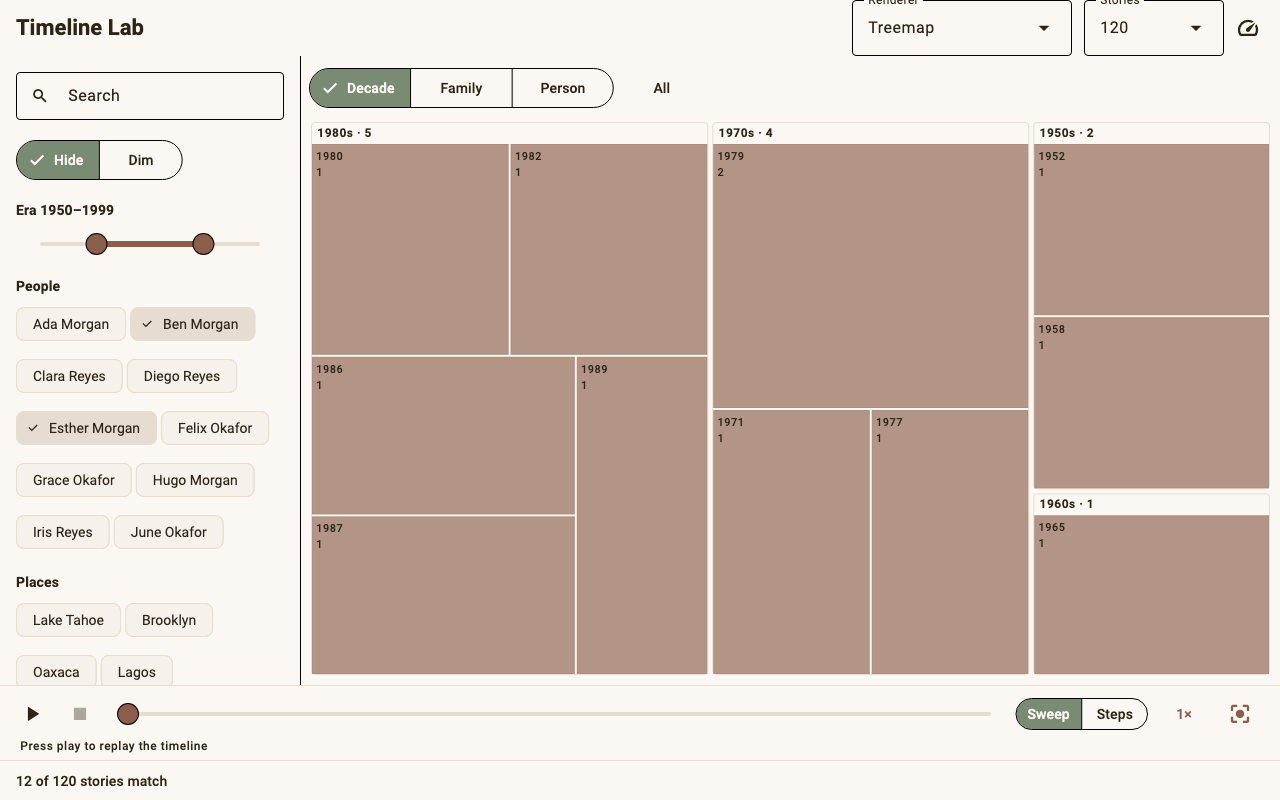 Timeline Lab
Renderer
Treemap
Stories
120
Search
Hide
Dim
Era 1950–1999
People
Ada Morgan
Ben Morgan
Clara Reyes
Diego Reyes
Esther Morgan
Felix Okafor
Grace Okafor
Hugo Morgan
Iris Reyes
June Okafor
Places
Lake Tahoe
Brooklyn
Oaxaca
Lagos
Decade
Family
Person
All
1980s · 5
1980
1
1982
1
1986
1
1989
1
1987
1
1970s · 4
1979
2
1971
1
1977
1
1950s · 2
1952
1
1958
1
1960s · 1
1965
1
Sweep
Steps
1×
Press play to replay the timeline
12 of 120 stories match